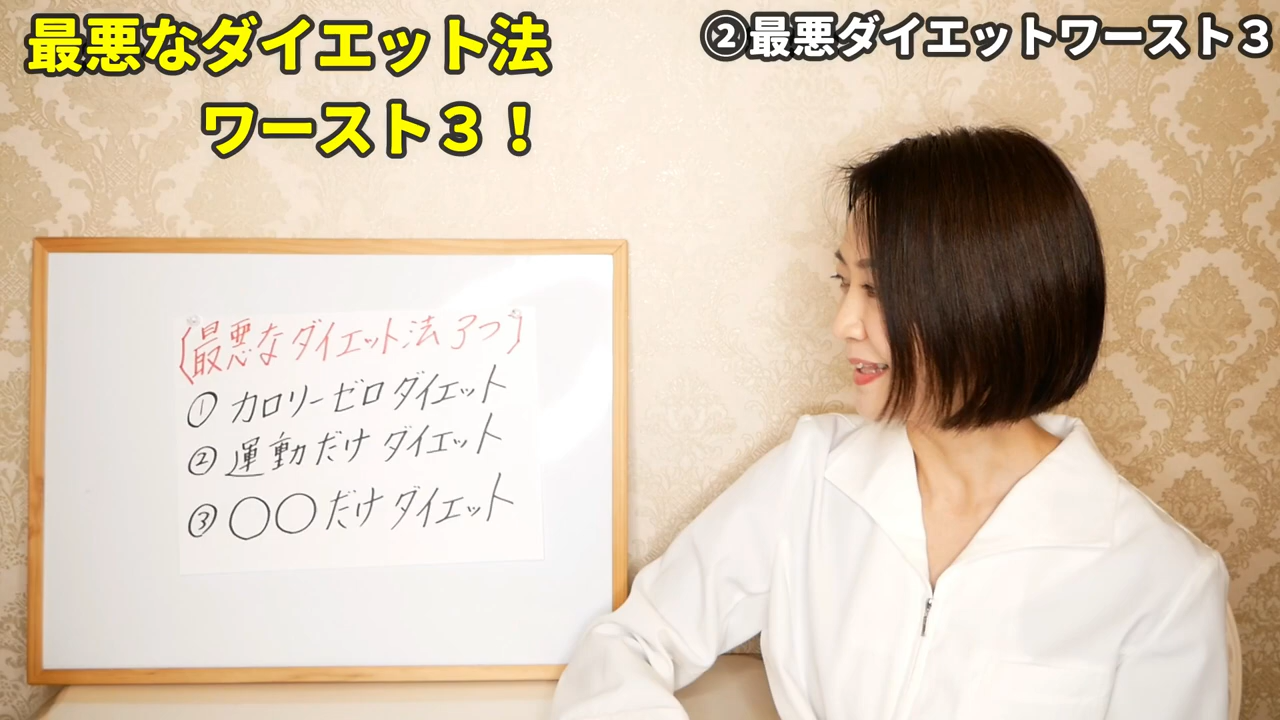 最悪なダイエット法
ワースト３！
②最悪ダイエットワースト３
〔最悪なダイエット法3つ〕
① カロリーゼロダイエット
② 運動だけダイエット
③ ○○だけダイエット